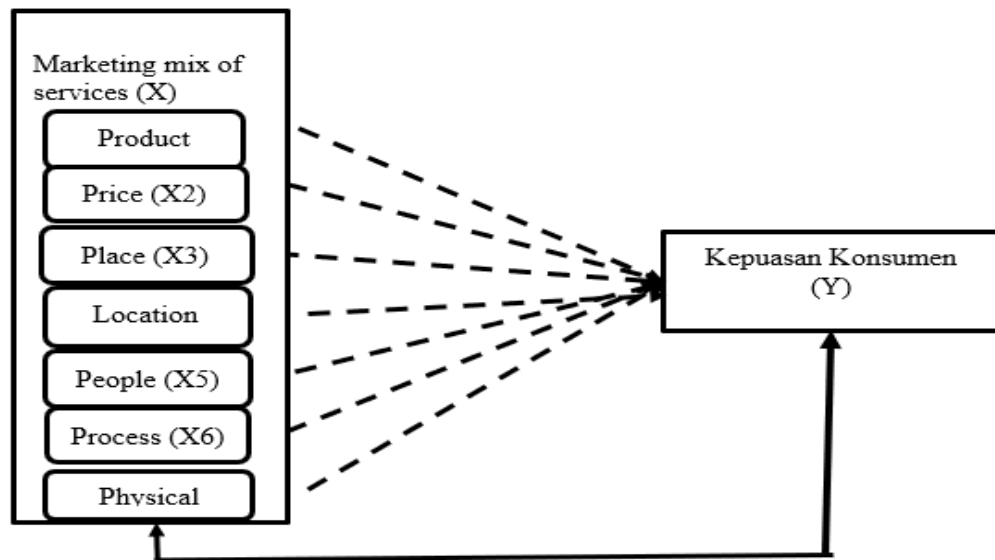 Marketing mix of
services (X)
Product
Price (X2)
Place (X3)
Location
People (X5)
Process (X6)
Physical
Kepuasan Konsumen
(Y)